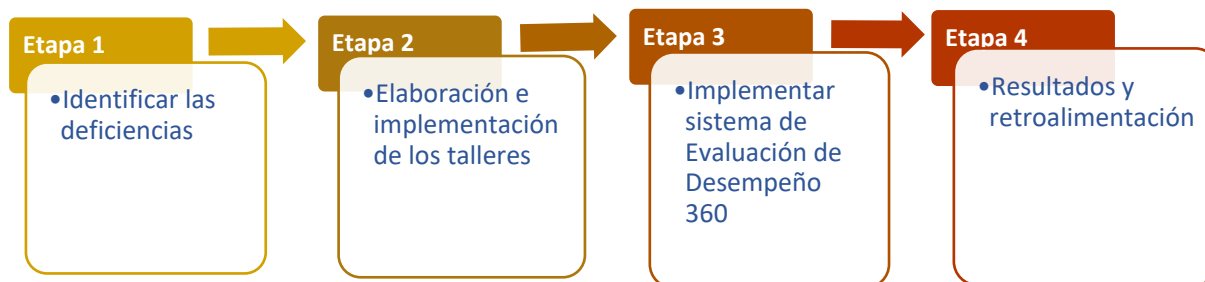 Etapa 1
•Identificar las
deficiencias
Etapa 2
•Elaboración e
implementación
de los talleres
Etapa 3
•Implementar
sistema de
Evaluación de
Desempeño
360
Etapa 4
•Resultados y
retroalimentación